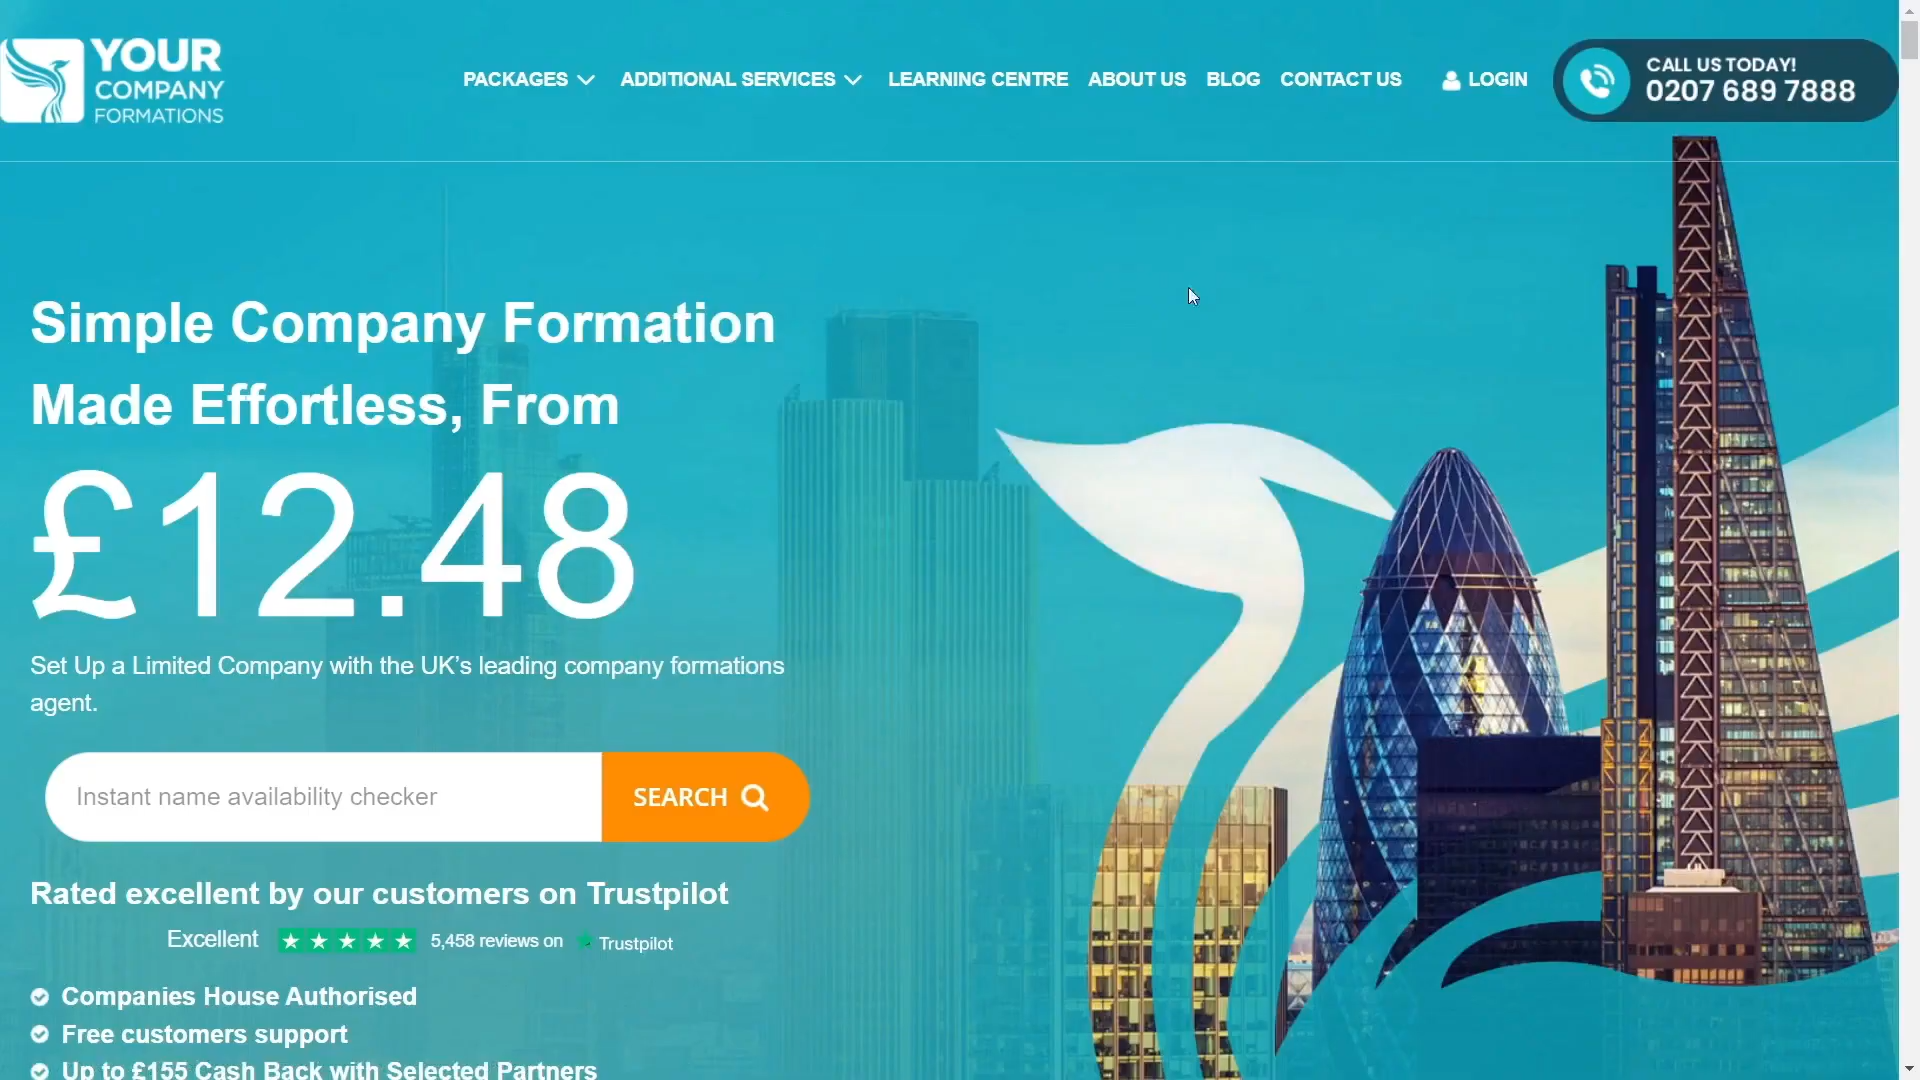 YOUR
COMPANY
FORMATIONS
PACKAGES
ADDITIONAL SERVICES
LEARNING CENTRE
ABOUT US
BLOG
CONTACT US
LOGIN
CALL US TODAY!
0207 689 7888
Simple Company Formation
Made Effortless, From
£12.48
Set Up a Limited Company with the UK’s leading company formations
agent.
Instant name availability checker
SEARCH
Rated excellent by our customers on Trustpilot
Excellent
5,458 reviews on
Trustpilot
Companies House Authorised
Free customers support
Up to £155 Cash Back with Selected Partners